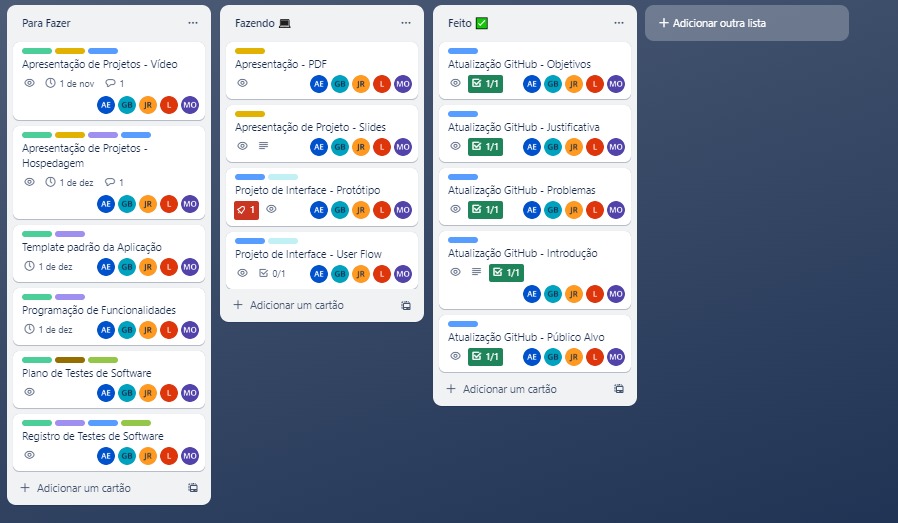 Para Fazer
Apresentação de Projetos - Vídeo
1 de nov 1
AE GB JR L MO
Apresentação de Projetos -
Hospedagem
1 de dez 1
AE GB JR L MO
Template padrão da Aplicação
1 de dez AE GB JR L MO
Programação de Funcionalidades
1 de dez AE GB JR L MO
Plano de Testes de Software
AE GB JR L MO
Registro de Testes de Software
AE GB JR L MO
+ Adicionar um cartão
Fazendo 💻
Apresentação - PDF
AE GB JR L MO
Apresentação de Projeto - Slides
AE GB JR L MO
Projeto de Interface - Protótipo
1 AE GB JR L MO
Projeto de Interface - User Flow
0/1 AE GB JR L MO
+ Adicionar um cartão
Feito ✅
Atualização GitHub - Objetivos
1/1 AE GB JR L MO
Atualização GitHub - Justificativa
1/1 AE GB JR L MO
Atualização GitHub - Problemas
1/1 AE GB JR L MO
Atualização GitHub - Introdução
1/1
AE GB JR L MO
Atualização GitHub - Público Alvo
1/1 AE GB JR L MO
+ Adicionar um cartão
+ Adicionar outra lista